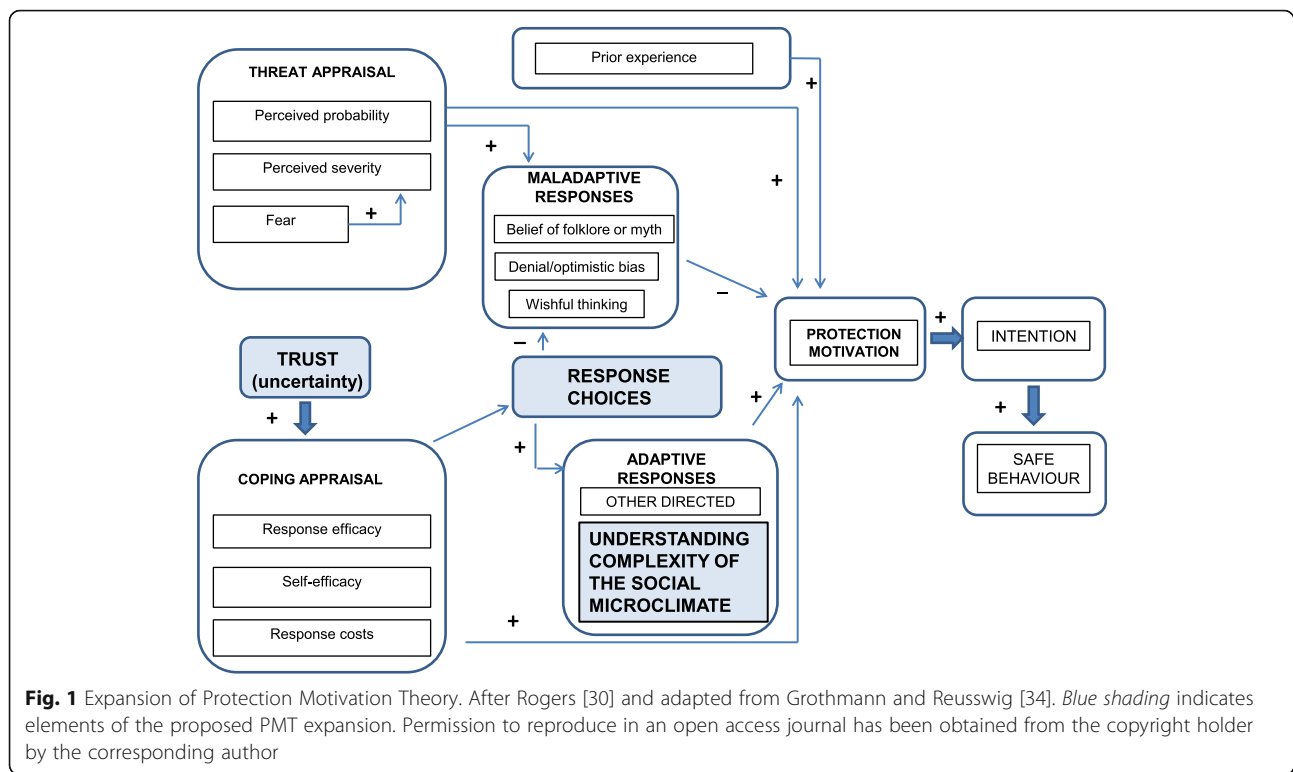 Prior experience
+
THREAT APPRAISAL
Perceived probability
+
Perceived severity
Fear
+
MALADAPTIVE
RESPONSES
Belief of folklore or myth
Denial/optimistic bias
Wishful thinking
+
–
–
TRUST
(uncertainty)
+
RESPONSE
CHOICES
+
PROTECTION
MOTIVATION
+
INTENTION
+
SAFE
BEHAVIOUR
+
COPING APPRAISAL
Response efficacy
Self-efficacy
Response costs
+
ADAPTIVE
RESPONSES
OTHER DIRECTED
UNDERSTANDING
COMPLEXITY OF
THE SOCIAL
MICROCLIMATE
Fig. 1 Expansion of Protection Motivation Theory. After Rogers [30] and adapted from Grothmann and Reusswig [34]. Blue shading indicates
elements of the proposed PMT expansion. Permission to reproduce in an open access journal has been obtained from the copyright holder
by the corresponding author